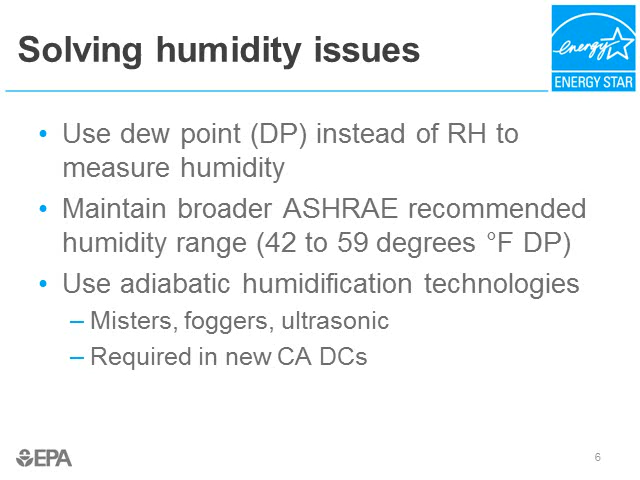 Solving humidity issues
energy
ENERGY STAR
• Use dew point (DP) instead of RH to
measure humidity
• Maintain broader ASHRAE recommended
humidity range (42 to 59 degrees °F DP)
• Use adiabatic humidification technologies
– Misters, foggers, ultrasonic
– Required in new CA DCs
EPA
6